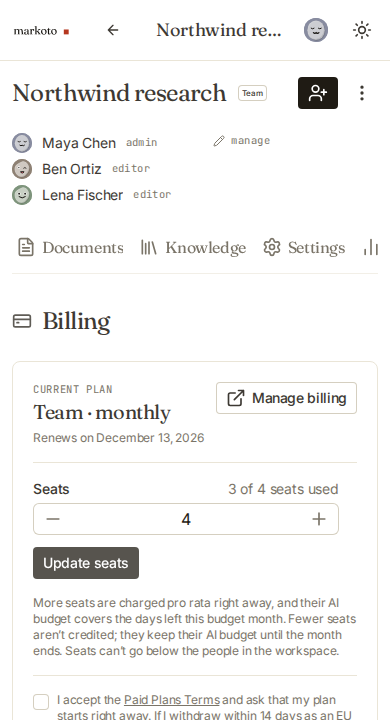 markoto
Northwind re...
Northwind research Team
Maya Chen admin manage
Ben Ortiz editor
Lena Fischer editor
Documents Knowledge Settings
Billing
CURRENT PLAN
Team · monthly
Manage billing
Renews on December 13, 2026
Seats 3 of 4 seats used
4
Update seats
More seats are charged pro rata right away, and their AI
budget covers the days left this budget month. Fewer seats
aren't credited; they keep their AI budget until the month
ends. Seats can't go below the people in the workspace.
I accept the Paid Plans Terms and ask that my plan
starts right away. If I withdraw within 14 days as an EU